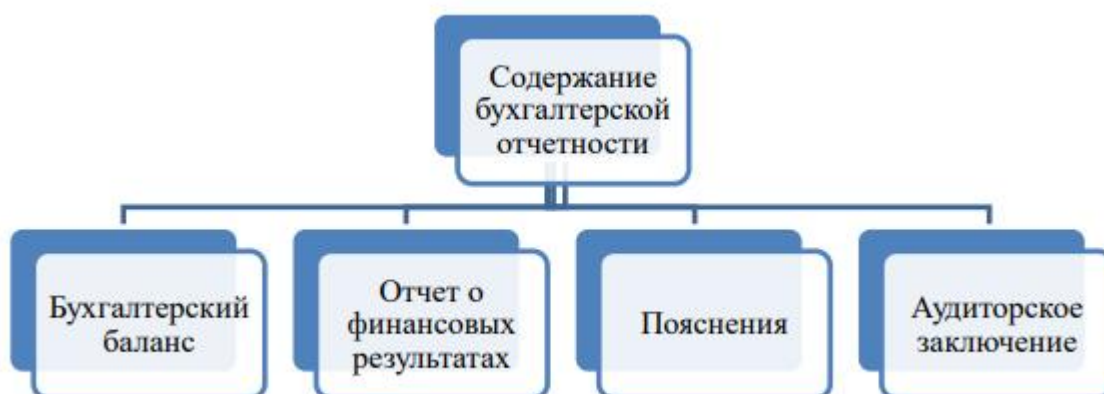 Содержание
бухгалтерской
отчетности
Бухгалтерский
баланс
Отчет о
финансовых
результатах
Пояснения
Аудиторское
заключение